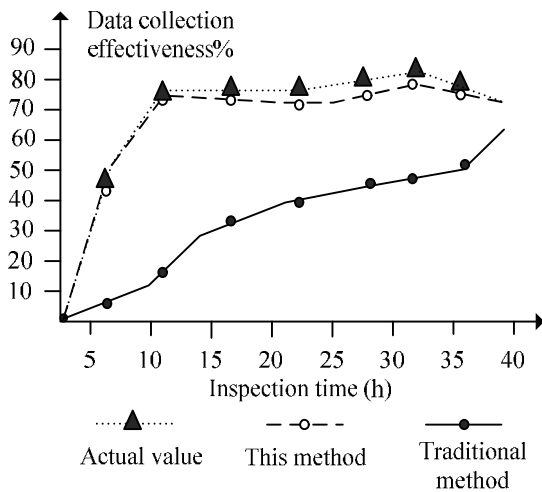 Data collection
effectiveness%
90
80
70
60
50
40
30
20
10
5 10 15 20 25 30 35 40
Inspection time (h)
Actual value This method Traditional
method